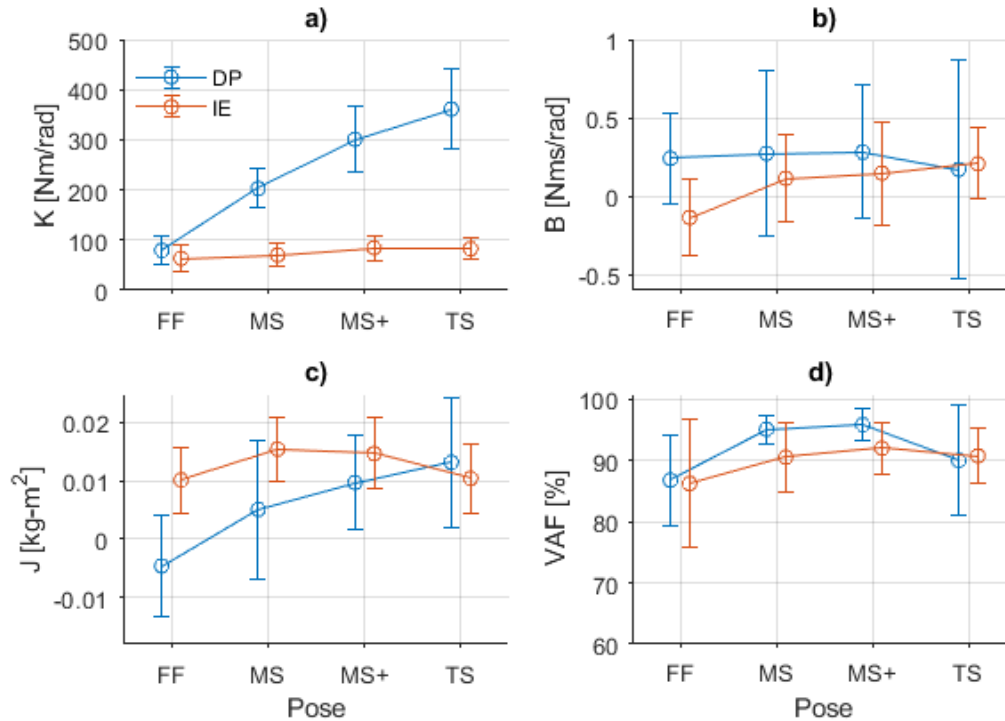 a)
500
400
300
200
100
0
K [Nm/rad]
DP
IE
FF MS MS+ TS
b)
1
0.5
0
-0.5
B [Nms/rad]
FF MS MS+ TS
c)
0.02
0.01
0
-0.01
J [kg-m²]
FF MS MS+ TS
Pose
d)
100
90
80
70
60
VAF [%]
FF MS MS+ TS
Pose